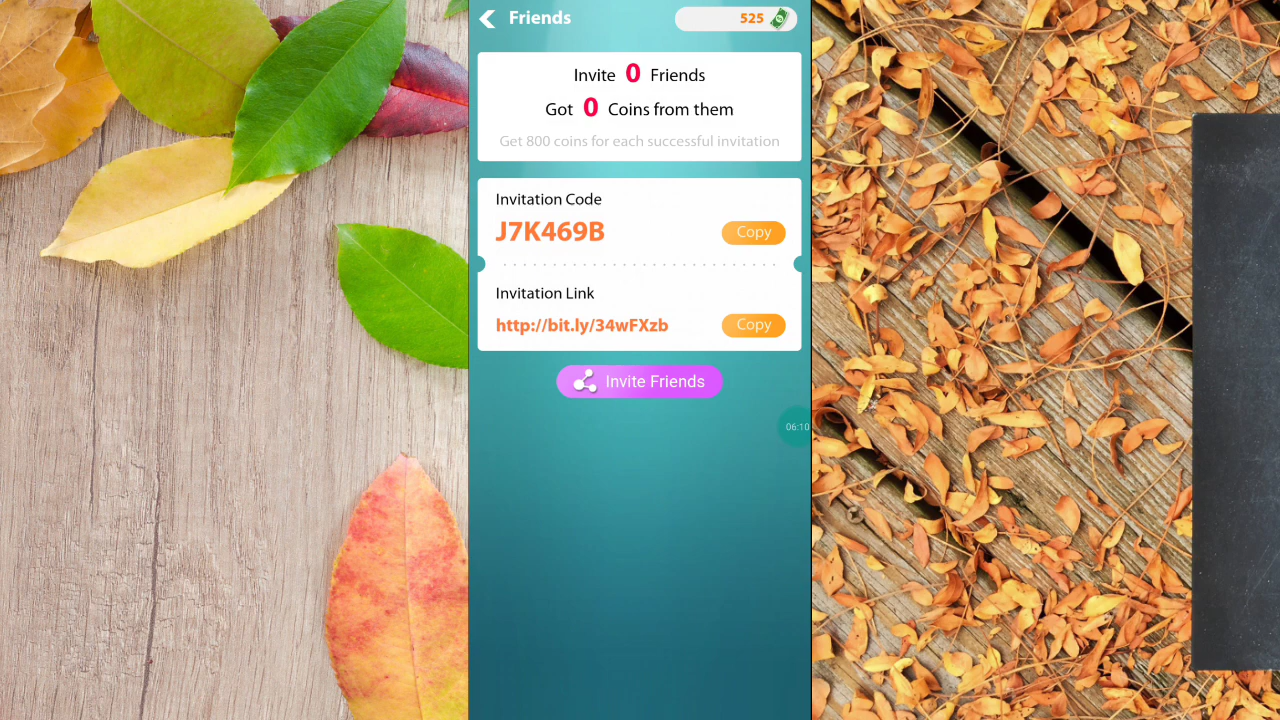 Friends
525
Invite 0 Friends
Got 0 Coins from them
Get 800 coins for each successful invitation
Invitation Code
J7K469B
Copy
Invitation Link
http://bit.ly/34wFXzb
Copy
Invite Friends
06:10